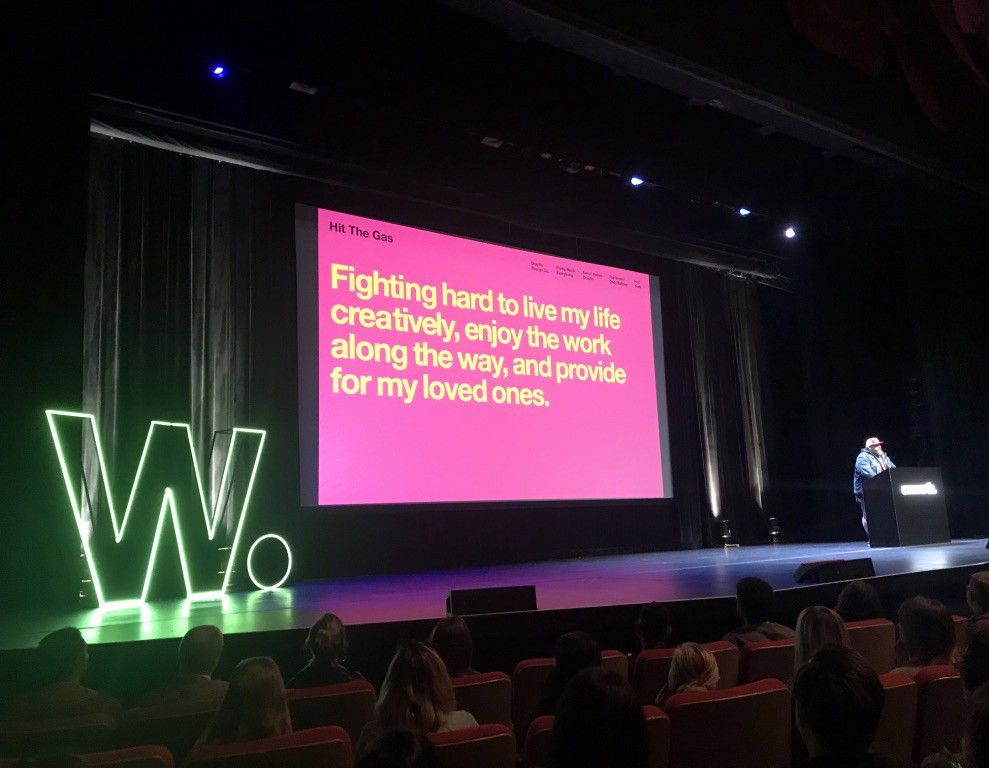 Hit The Gas
Fighting hard to live my life
creatively, enjoy the work
along the way, and provide
for my loved ones.
W.